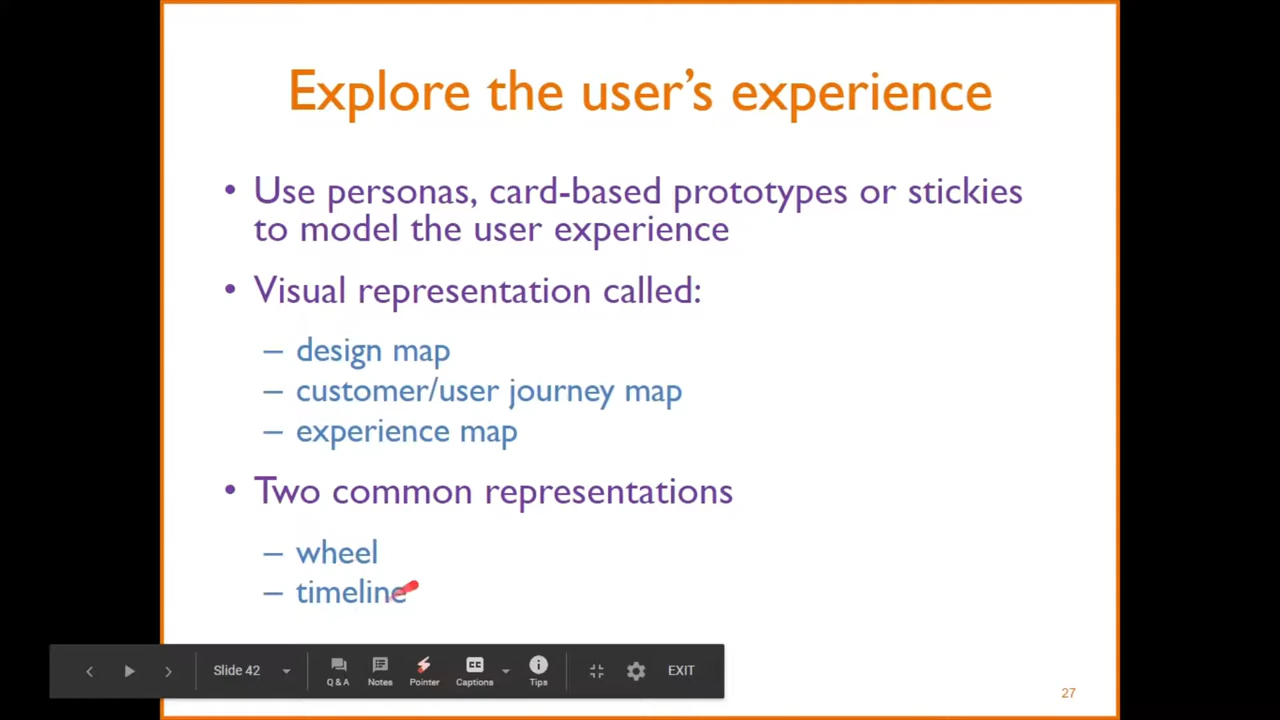 Explore the user's experience
• Use personas, card-based prototypes or stickies
to model the user experience
• Visual representation called:
– design map
– customer/user journey map
– experience map
• Two common representations
– wheel
– timeline
Slide 42
Q & A
Notes
Pointer
CC
Captions
Tips
EXIT
27